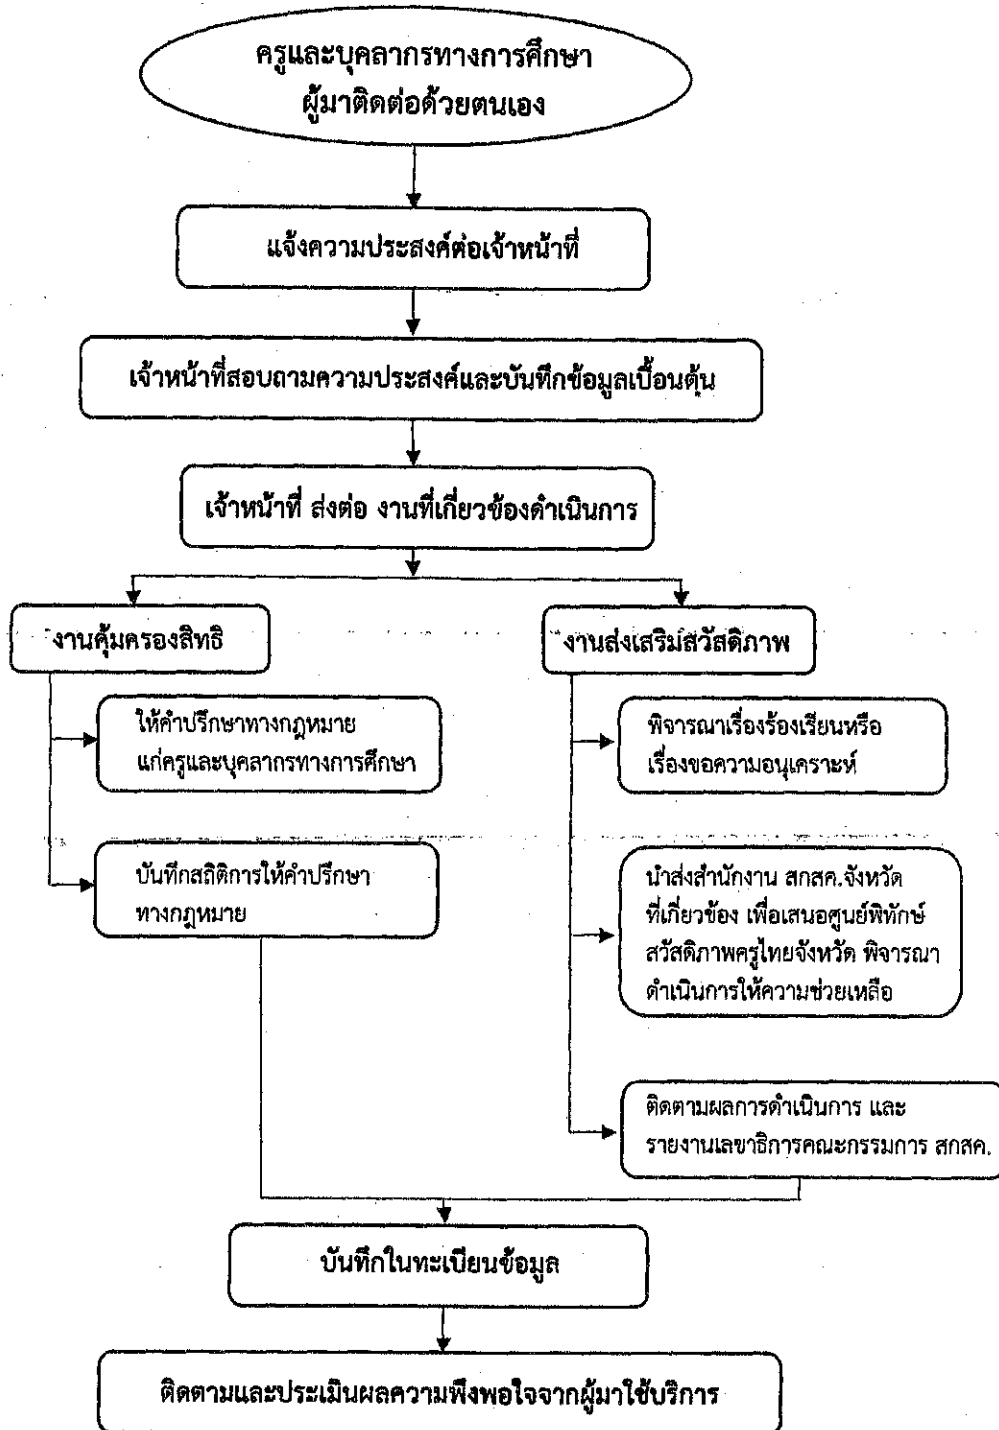 ครูและบุคลากรทางการศึกษา
ผู้มาติดต่อด้วยตนเอง
แจ้งความประสงค์ต่อเจ้าหน้าที่
เจ้าหน้าที่สอบถามความประสงค์และบันทึกข้อมูลเบื้อนต้น
เจ้าหน้าที่ ส่งต่อ งานที่เกี่ยวข้องดำเนินการ
งานคุ้มครองสิทธิ
ให้คำปรึกษาทางกฎหมาย
แก่ครูและบุคลากรทางการศึกษา
บันทึกสถิติการให้คำปรึกษา
ทางกฎหมาย
งานส่งเสริมสวัสดิภาพ
พิจารณาเรื่องร้องเรียนหรือ
เรื่องขอความอนุเคราะห์
นำส่งสำนักงาน สกสค.จังหวัด
ที่เกี่ยวข้อง เพื่อเสนอศูนย์พิทักษ์
สวัสดิภาพครูไทยจังหวัด พิจารณา
ดำเนินการให้ความช่วยเหลือ
ติดตามผลการดำเนินการ และ
รายงานเลขาธิการคณะกรรมการ สกสค.
บันทึกในทะเบียนข้อมูล
ติดตามและประเมินผลความพึงพอใจจากผู้มาใช้บริการ